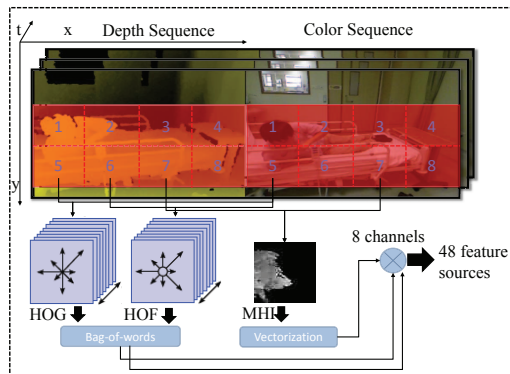 t
x Depth Sequence Color Sequence
1 2 3 4 1 2 3 4
5 6 7 8 5 6 7 8
y
8 channels
48 feature
sources
HOG HOF MHI
Bag-of-words Vectorization